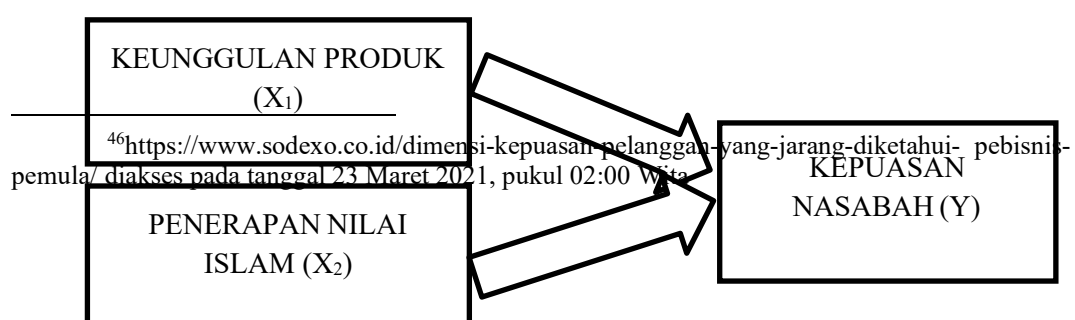 KEUNGGULAN PRODUK
(X₁)
⁴⁶https://www.sodexo.co.id/dimensi-kepuasan-pelanggan-yang-jarang-diketahui- pebisnis-
pemula/ diakses pada tanggal 23 Maret 2021, pukul 02:00 Wita
KEPUASAN
NASABAH (Y)
PENERAPAN NILAI
ISLAM (X₂)